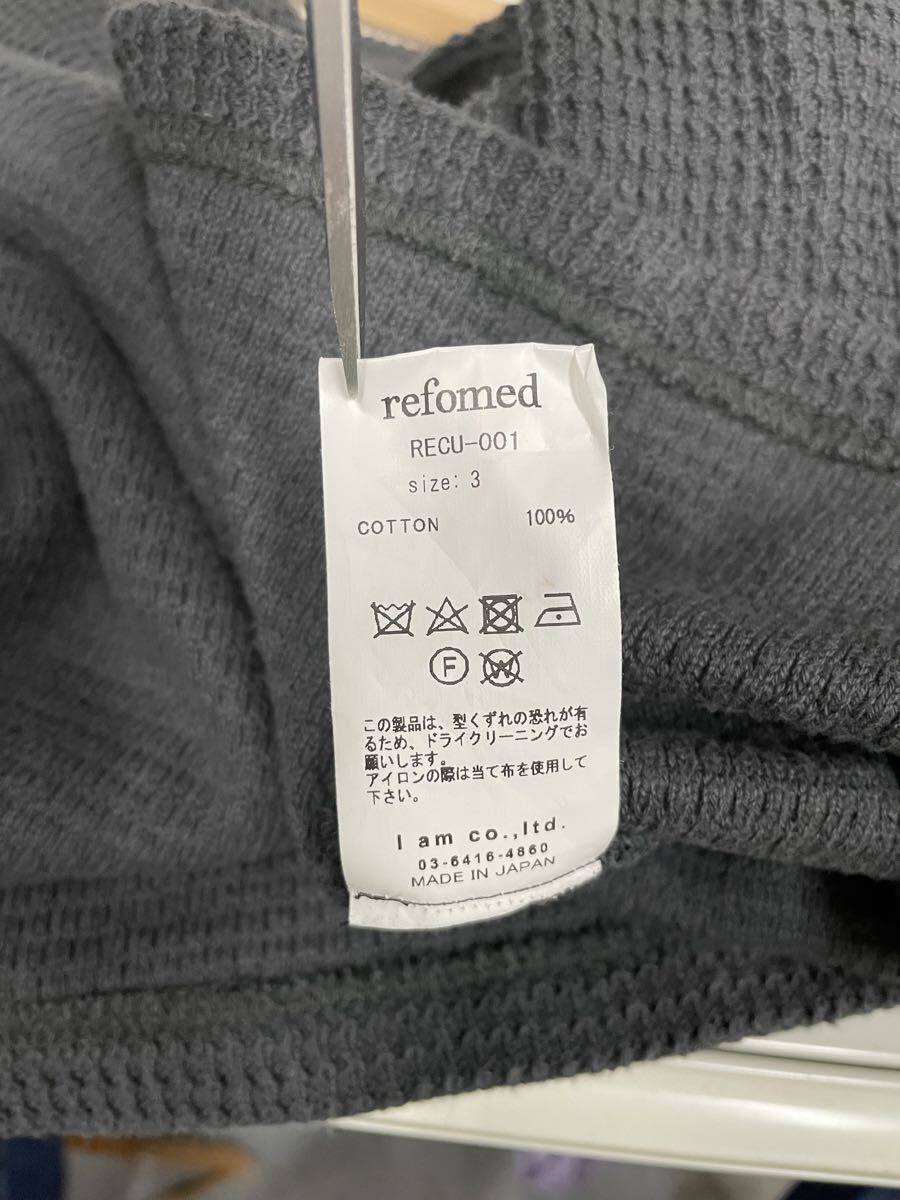 refomed
RECU-001
size: 3
COTTON 100%
F
W
この製品は、型くずれの恐れが有
るため、ドライクリーニングでお
願いします。
アイロンの際は当て布を使用して
下さい。
I am co.,ltd.
03-6416-4860
MADE IN JAPAN